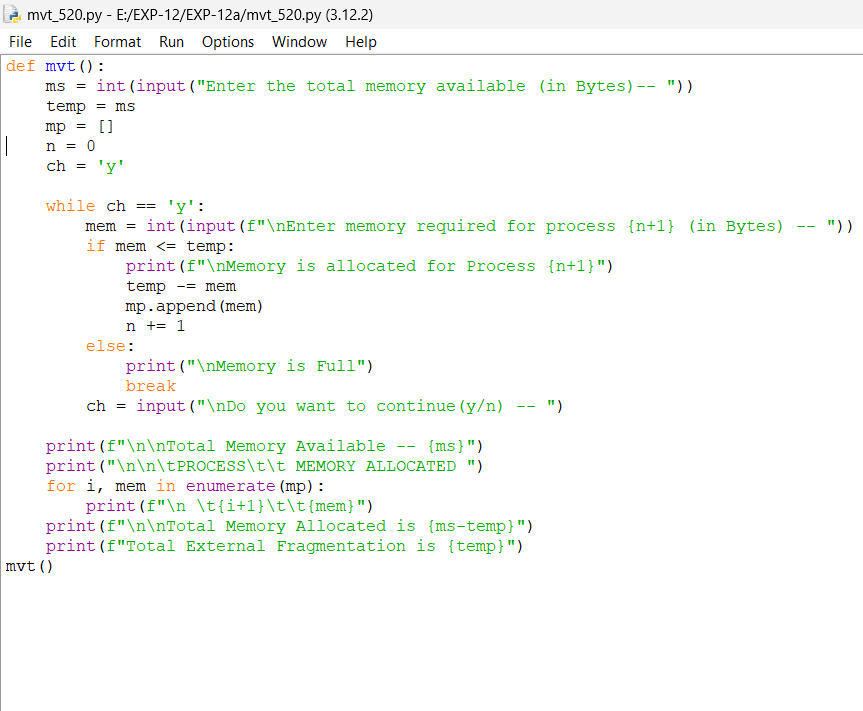 mvt_520.py - E:/EXP-12/EXP-12a/mvt_520.py (3.12.2)
File Edit Format Run Options Window Help
def mvt():
    ms = int(input("Enter the total memory available (in Bytes)-- "))
    temp = ms
    mp = []
    n = 0
    ch = 'y'

    while ch == 'y':
        mem = int(input(f"\nEnter memory required for process {n+1} (in Bytes) -- "))
        if mem <= temp:
            print(f"\nMemory is allocated for Process {n+1}")
            temp -= mem
            mp.append(mem)
            n += 1
        else:
            print("\nMemory is Full")
            break
        ch = input("\nDo you want to continue(y/n) -- ")

    print(f"\n\nTotal Memory Available -- {ms}")
    print("\n\n\tPROCESS\t\t MEMORY ALLOCATED ")
    for i, mem in enumerate(mp):
        print(f"\n \t{i+1}\t\t{mem}")
    print(f"\n\nTotal Memory Allocated is {ms-temp}")
    print(f"Total External Fragmentation is {temp}")
mvt()